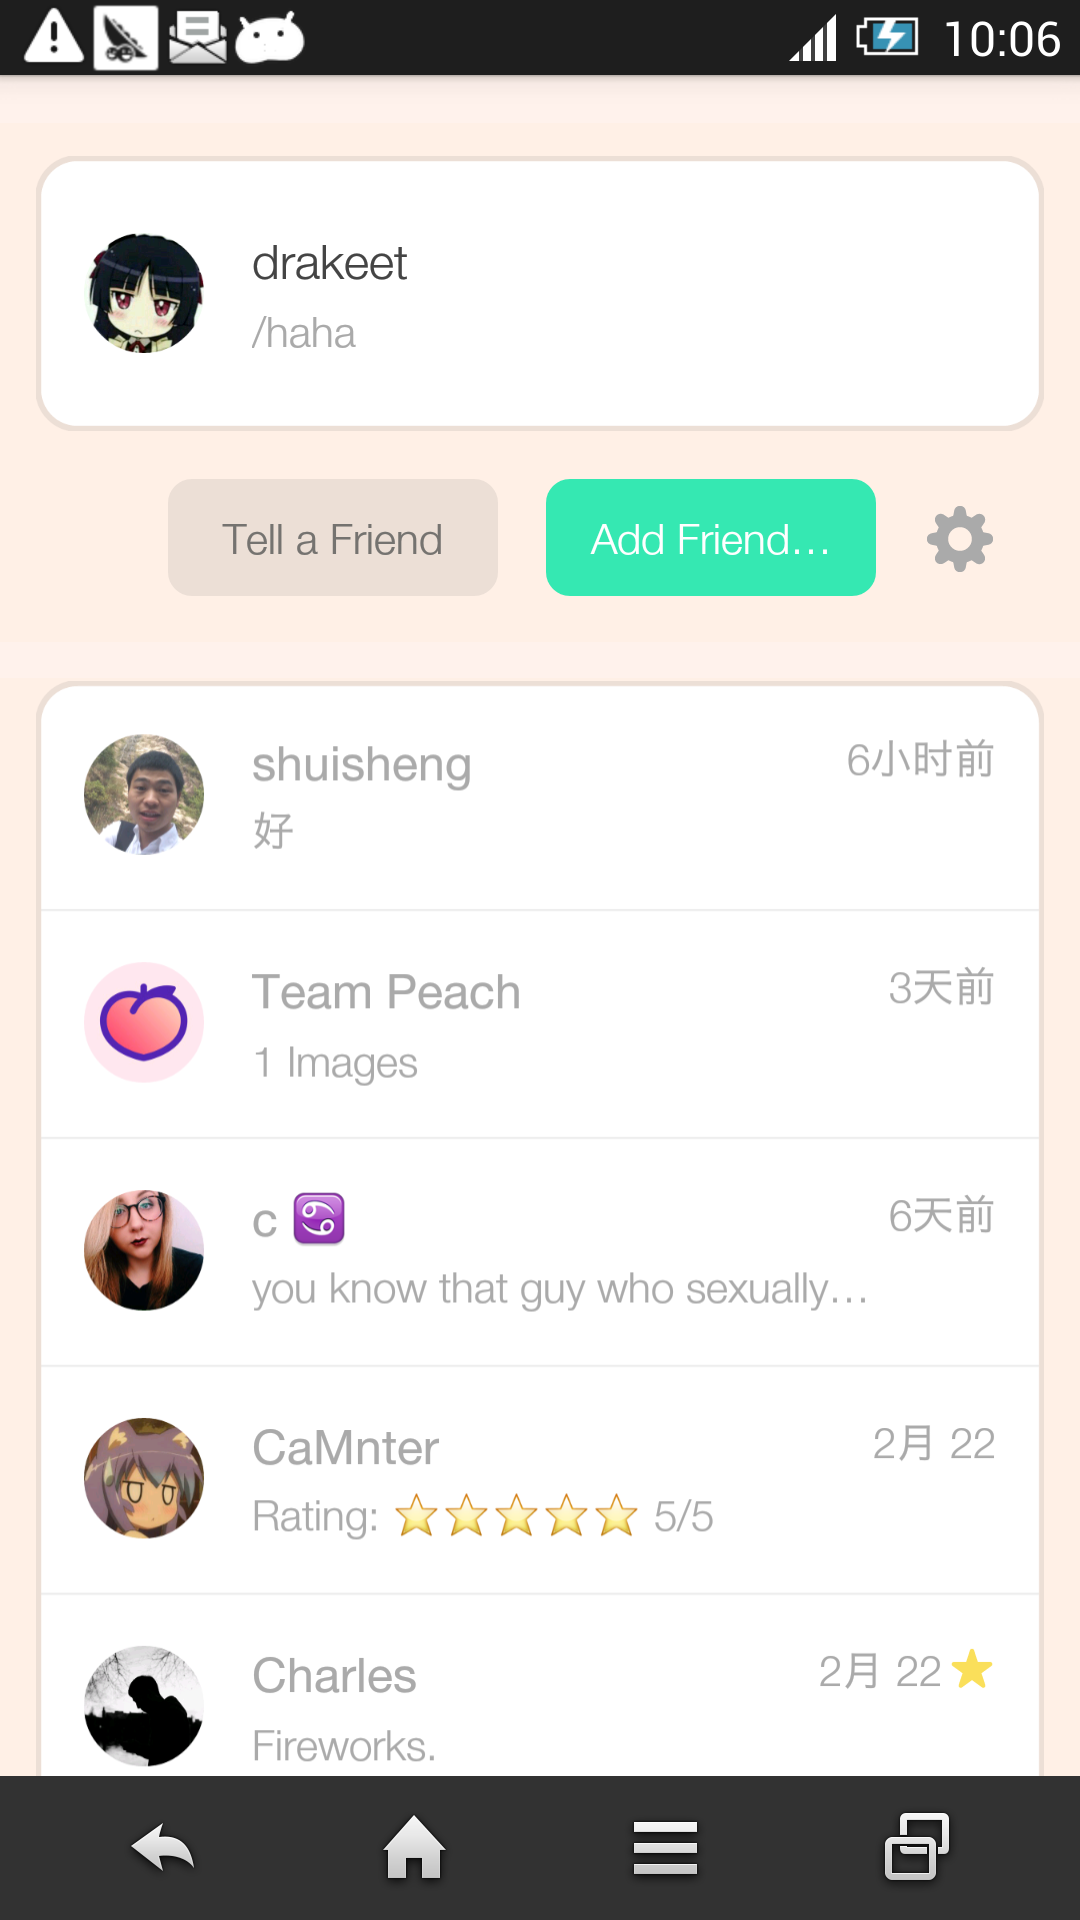 10:06
drakeet
/haha
Tell a Friend
Add Friend...
shuisheng
6小时前
好
Team Peach
3天前
1 Images
c ♋
6天前
you know that guy who sexually...
CaMnter
2月 22
Rating: ⭐⭐⭐⭐⭐ 5/5
Charles
2月 22
Fireworks.